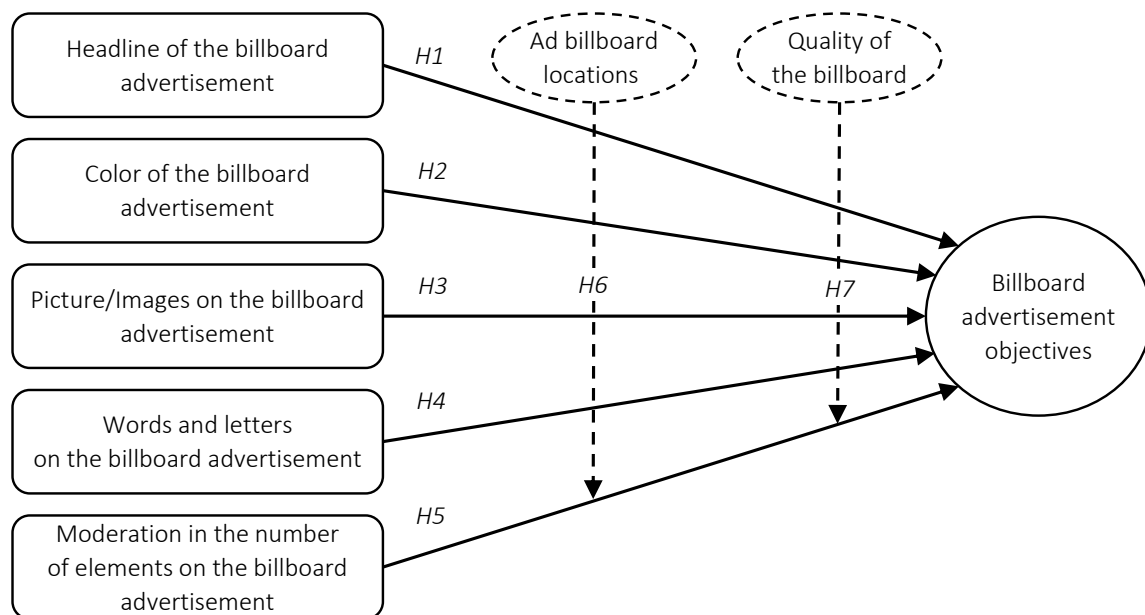 Headline of the billboard
advertisement
H1
Ad billboard
locations
Quality of
the billboard
Color of the billboard
advertisement
H2
Picture/Images on the billboard
advertisement
H3
H6
H7
Billboard
advertisement
objectives
Words and letters
on the billboard advertisement
H4
Moderation in the number
of elements on the billboard
advertisement
H5